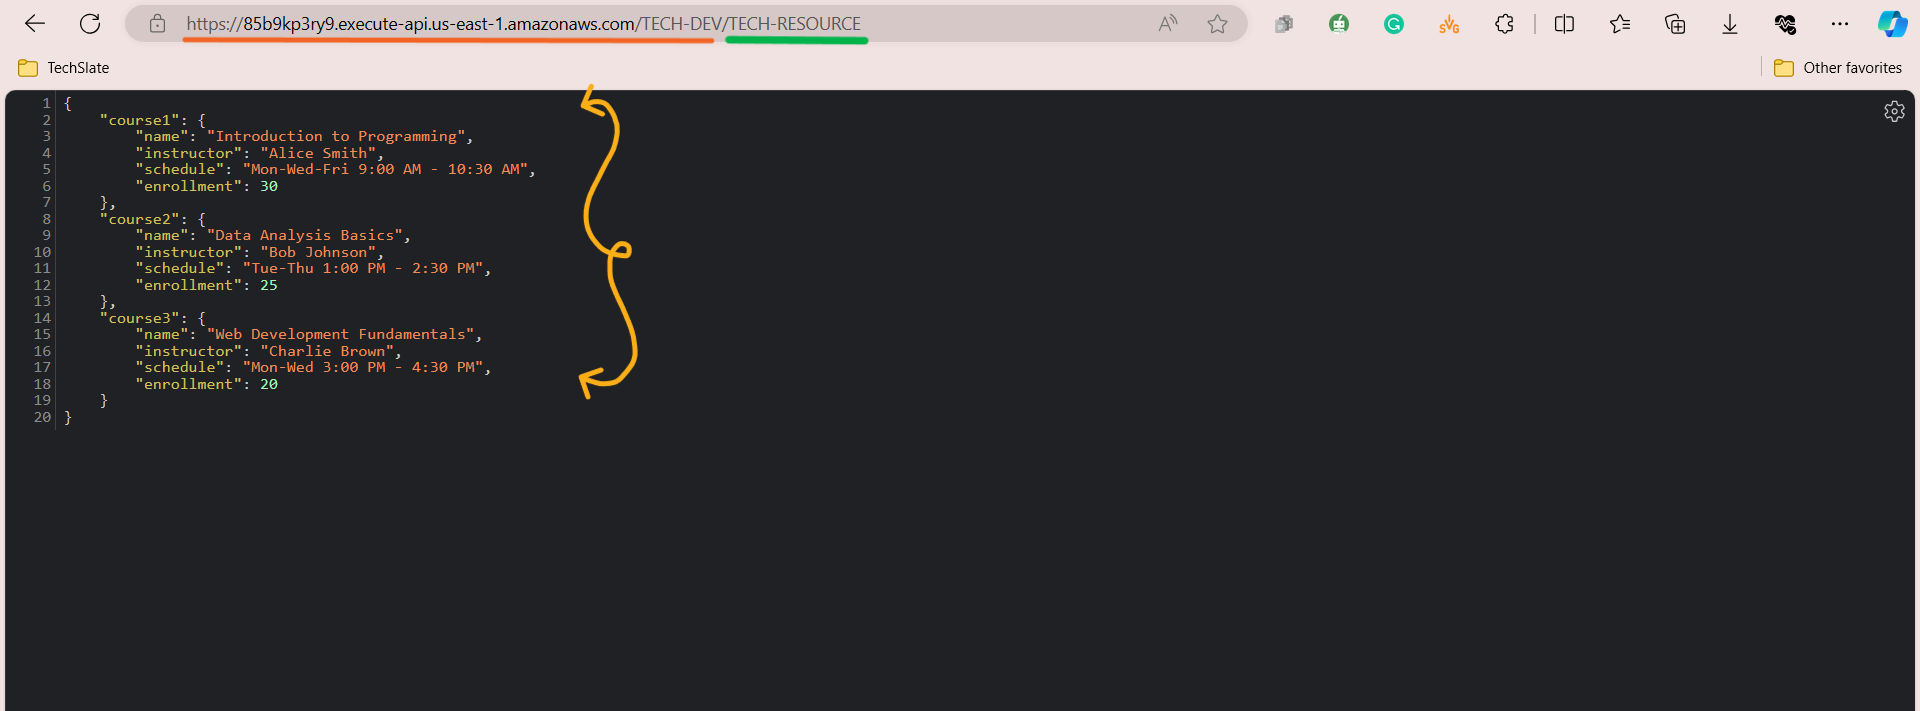 https://85b9kp3ry9.execute-api.us-east-1.amazonaws.com/TECH-DEV/TECH-RESOURCE
TechSlate
Other favorites
1 {
2 "course1": {
3 "name": "Introduction to Programming",
4 "instructor": "Alice Smith",
5 "schedule": "Mon-Wed-Fri 9:00 AM - 10:30 AM",
6 "enrollment": 30
7 },
8 "course2": {
9 "name": "Data Analysis Basics",
10 "instructor": "Bob Johnson",
11 "schedule": "Tue-Thu 1:00 PM - 2:30 PM",
12 "enrollment": 25
13 },
14 "course3": {
15 "name": "Web Development Fundamentals",
16 "instructor": "Charlie Brown",
17 "schedule": "Mon-Wed 3:00 PM - 4:30 PM",
18 "enrollment": 20
19 }
20 }